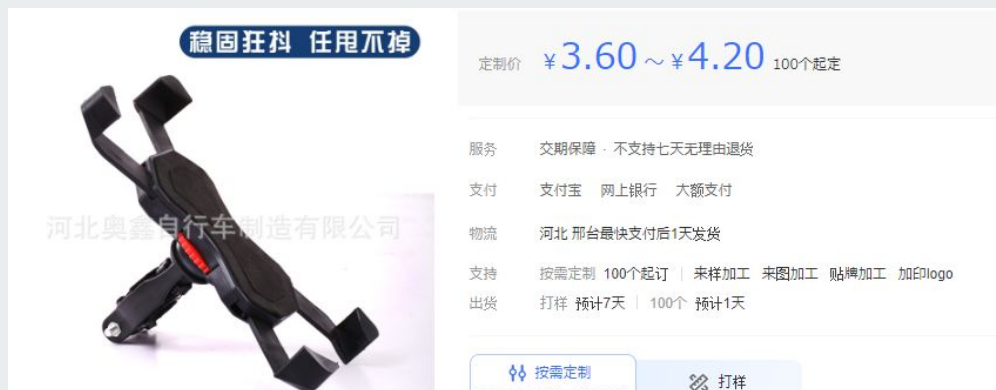 稳固狂抖 任甩不掉
河北奥鑫自行车制造有限公司
定制价 ¥3.60～¥4.20 100个起定
服务 交期保障 · 不支持七天无理由退货
支付 支付宝 网上银行 大额支付
物流 河北 邢台最快支付后1天发货
支持 按需定制 100个起订 | 来样加工 来图加工 贴牌加工 加印logo
出货 打样 预计7天 | 100个 预计1天
按需定制
打样